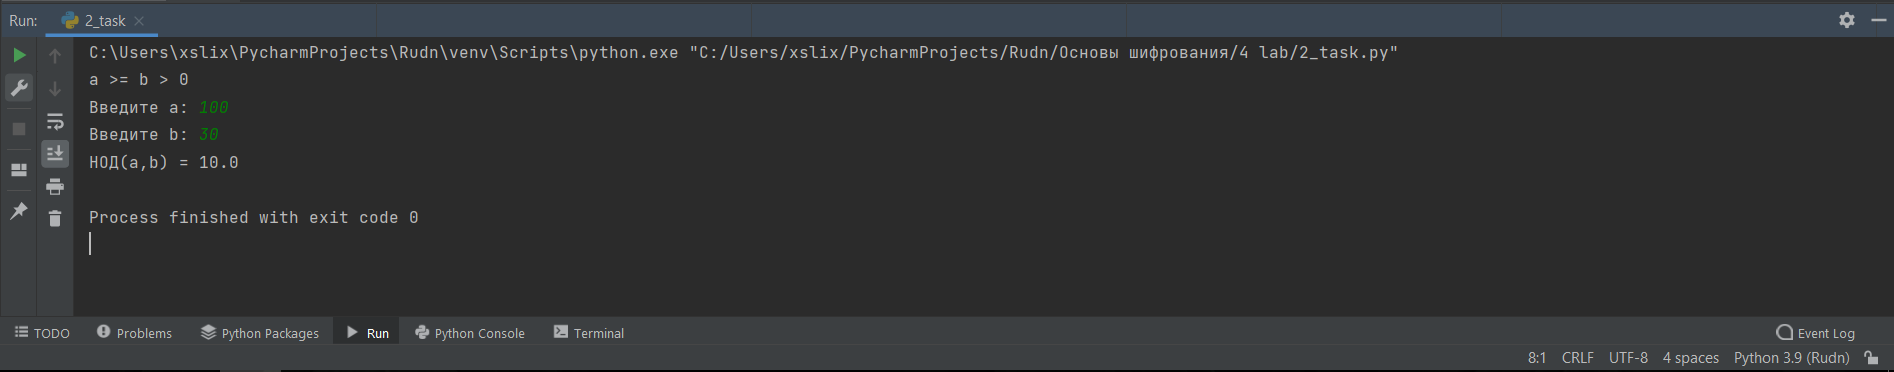 Run: 2_task
C:\Users\xslix\PycharmProjects\Rudn\venv\Scripts\python.exe "C:/Users/xslix/PycharmProjects/Rudn/Основы шифрования/4 lab/2_task.py"
a >= b > 0
Введите a: 100
Введите b: 30
НОД(a,b) = 10.0
Process finished with exit code 0
TODO Problems Python Packages Run Python Console Terminal Event Log
8:1 CRLF UTF-8 4 spaces Python 3.9 (Rudn)